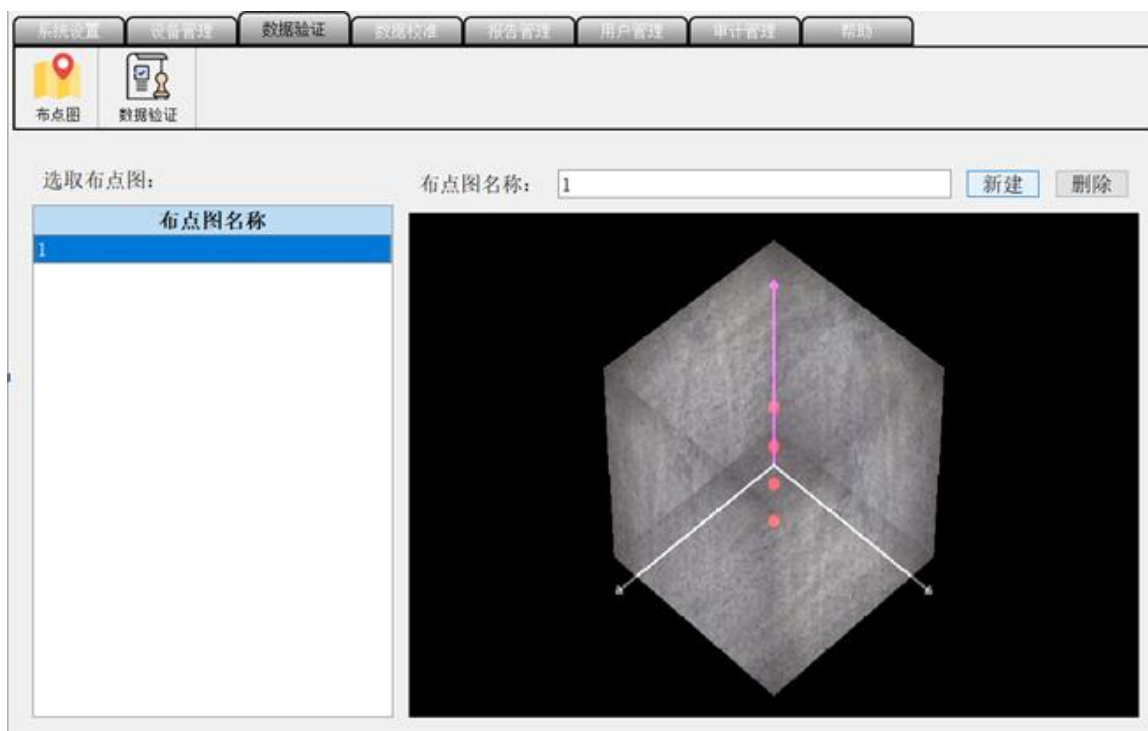 系统设置 设备管理 数据验证 数据校准 报告管理 用户管理 审计管理 帮助
布点图 数据验证
选取布点图： 布点图名称： 1 新建 删除
布点图名称
1